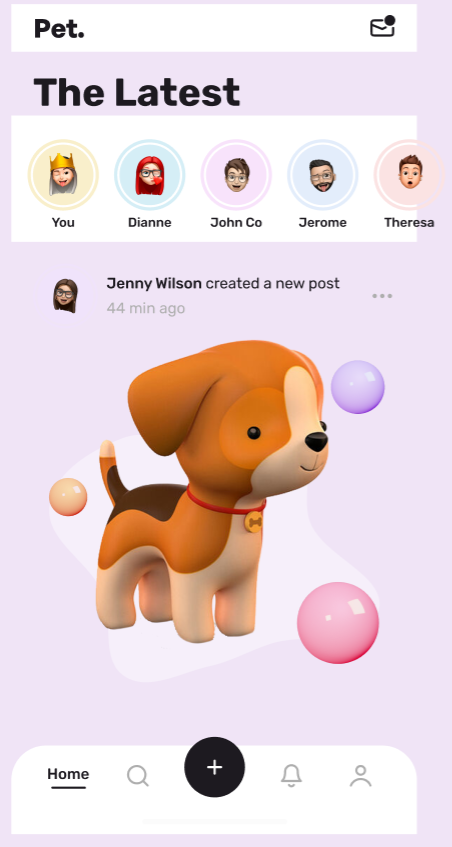 Pet.
The Latest
You
Dianne
John Co
Jerome
Theresa
Jenny Wilson created a new post
44 min ago
Home